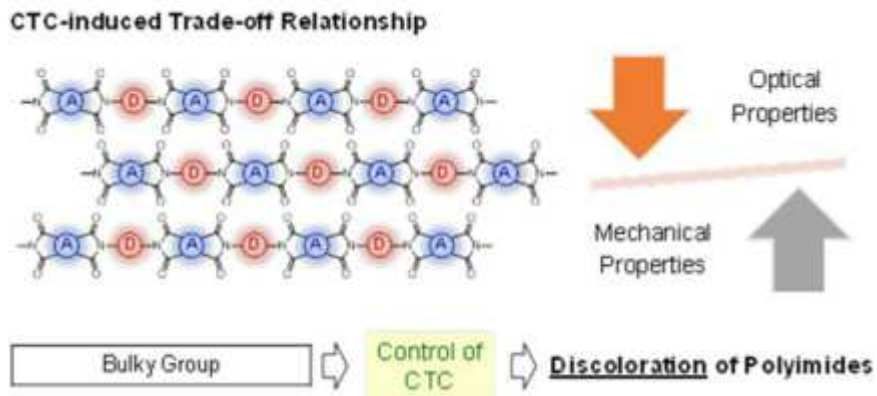 CTC-induced Trade-off Relationship
O O O O O O O O
—N A N—D—N A N—D—N A N—D—N A N—
O O O O O O O O
O O O O O O O O
—N A N—D—N A N—D—N A N—D—N A N—
O O O O O O O O
O O O O O O O O
—N A N—D—N A N—D—N A N—D—N A N—
O O O O O O O O
Optical
Properties
Mechanical
Properties
Bulky Group
Control of
CTC
Discoloration of Polyimides